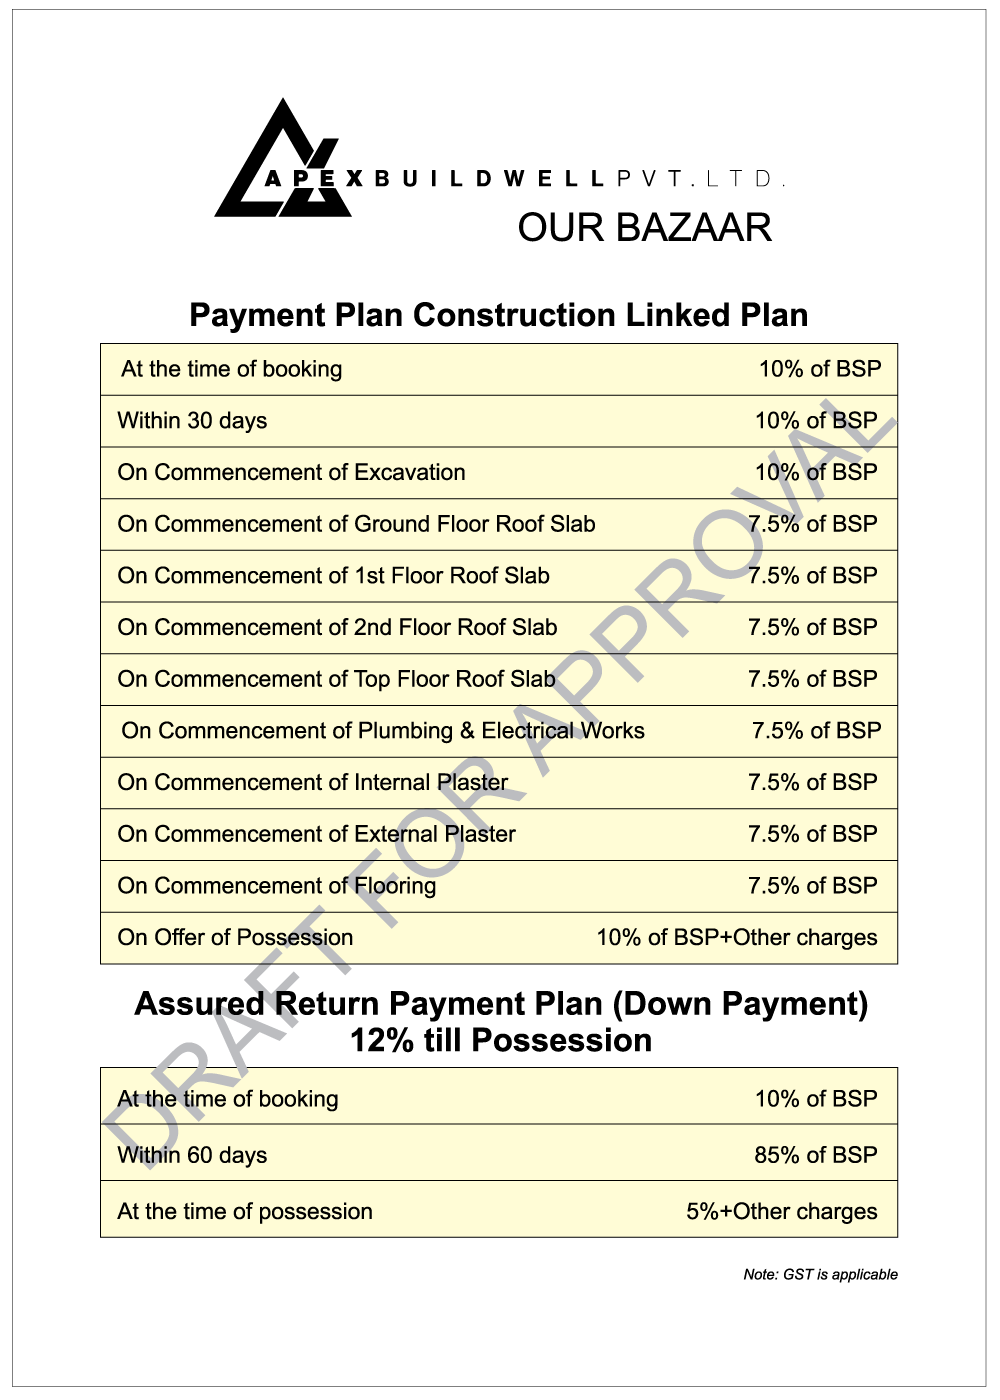 APEXBUILDWELLPVT.LTD.
OUR BAZAAR
Payment Plan Construction Linked Plan
At the time of booking 10% of BSP
Within 30 days 10% of BSP
On Commencement of Excavation 10% of BSP
On Commencement of Ground Floor Roof Slab 7.5% of BSP
On Commencement of 1st Floor Roof Slab 7.5% of BSP
On Commencement of 2nd Floor Roof Slab 7.5% of BSP
On Commencement of Top Floor Roof Slab 7.5% of BSP
On Commencement of Plumbing & Electrical Works 7.5% of BSP
On Commencement of Internal Plaster 7.5% of BSP
On Commencement of External Plaster 7.5% of BSP
On Commencement of Flooring 7.5% of BSP
On Offer of Possession 10% of BSP+Other charges
Assured Return Payment Plan (Down Payment)
12% till Possession
At the time of booking 10% of BSP
Within 60 days 85% of BSP
At the time of possession 5%+Other charges
Note: GST is applicable
DRAFT FOR APPROVAL